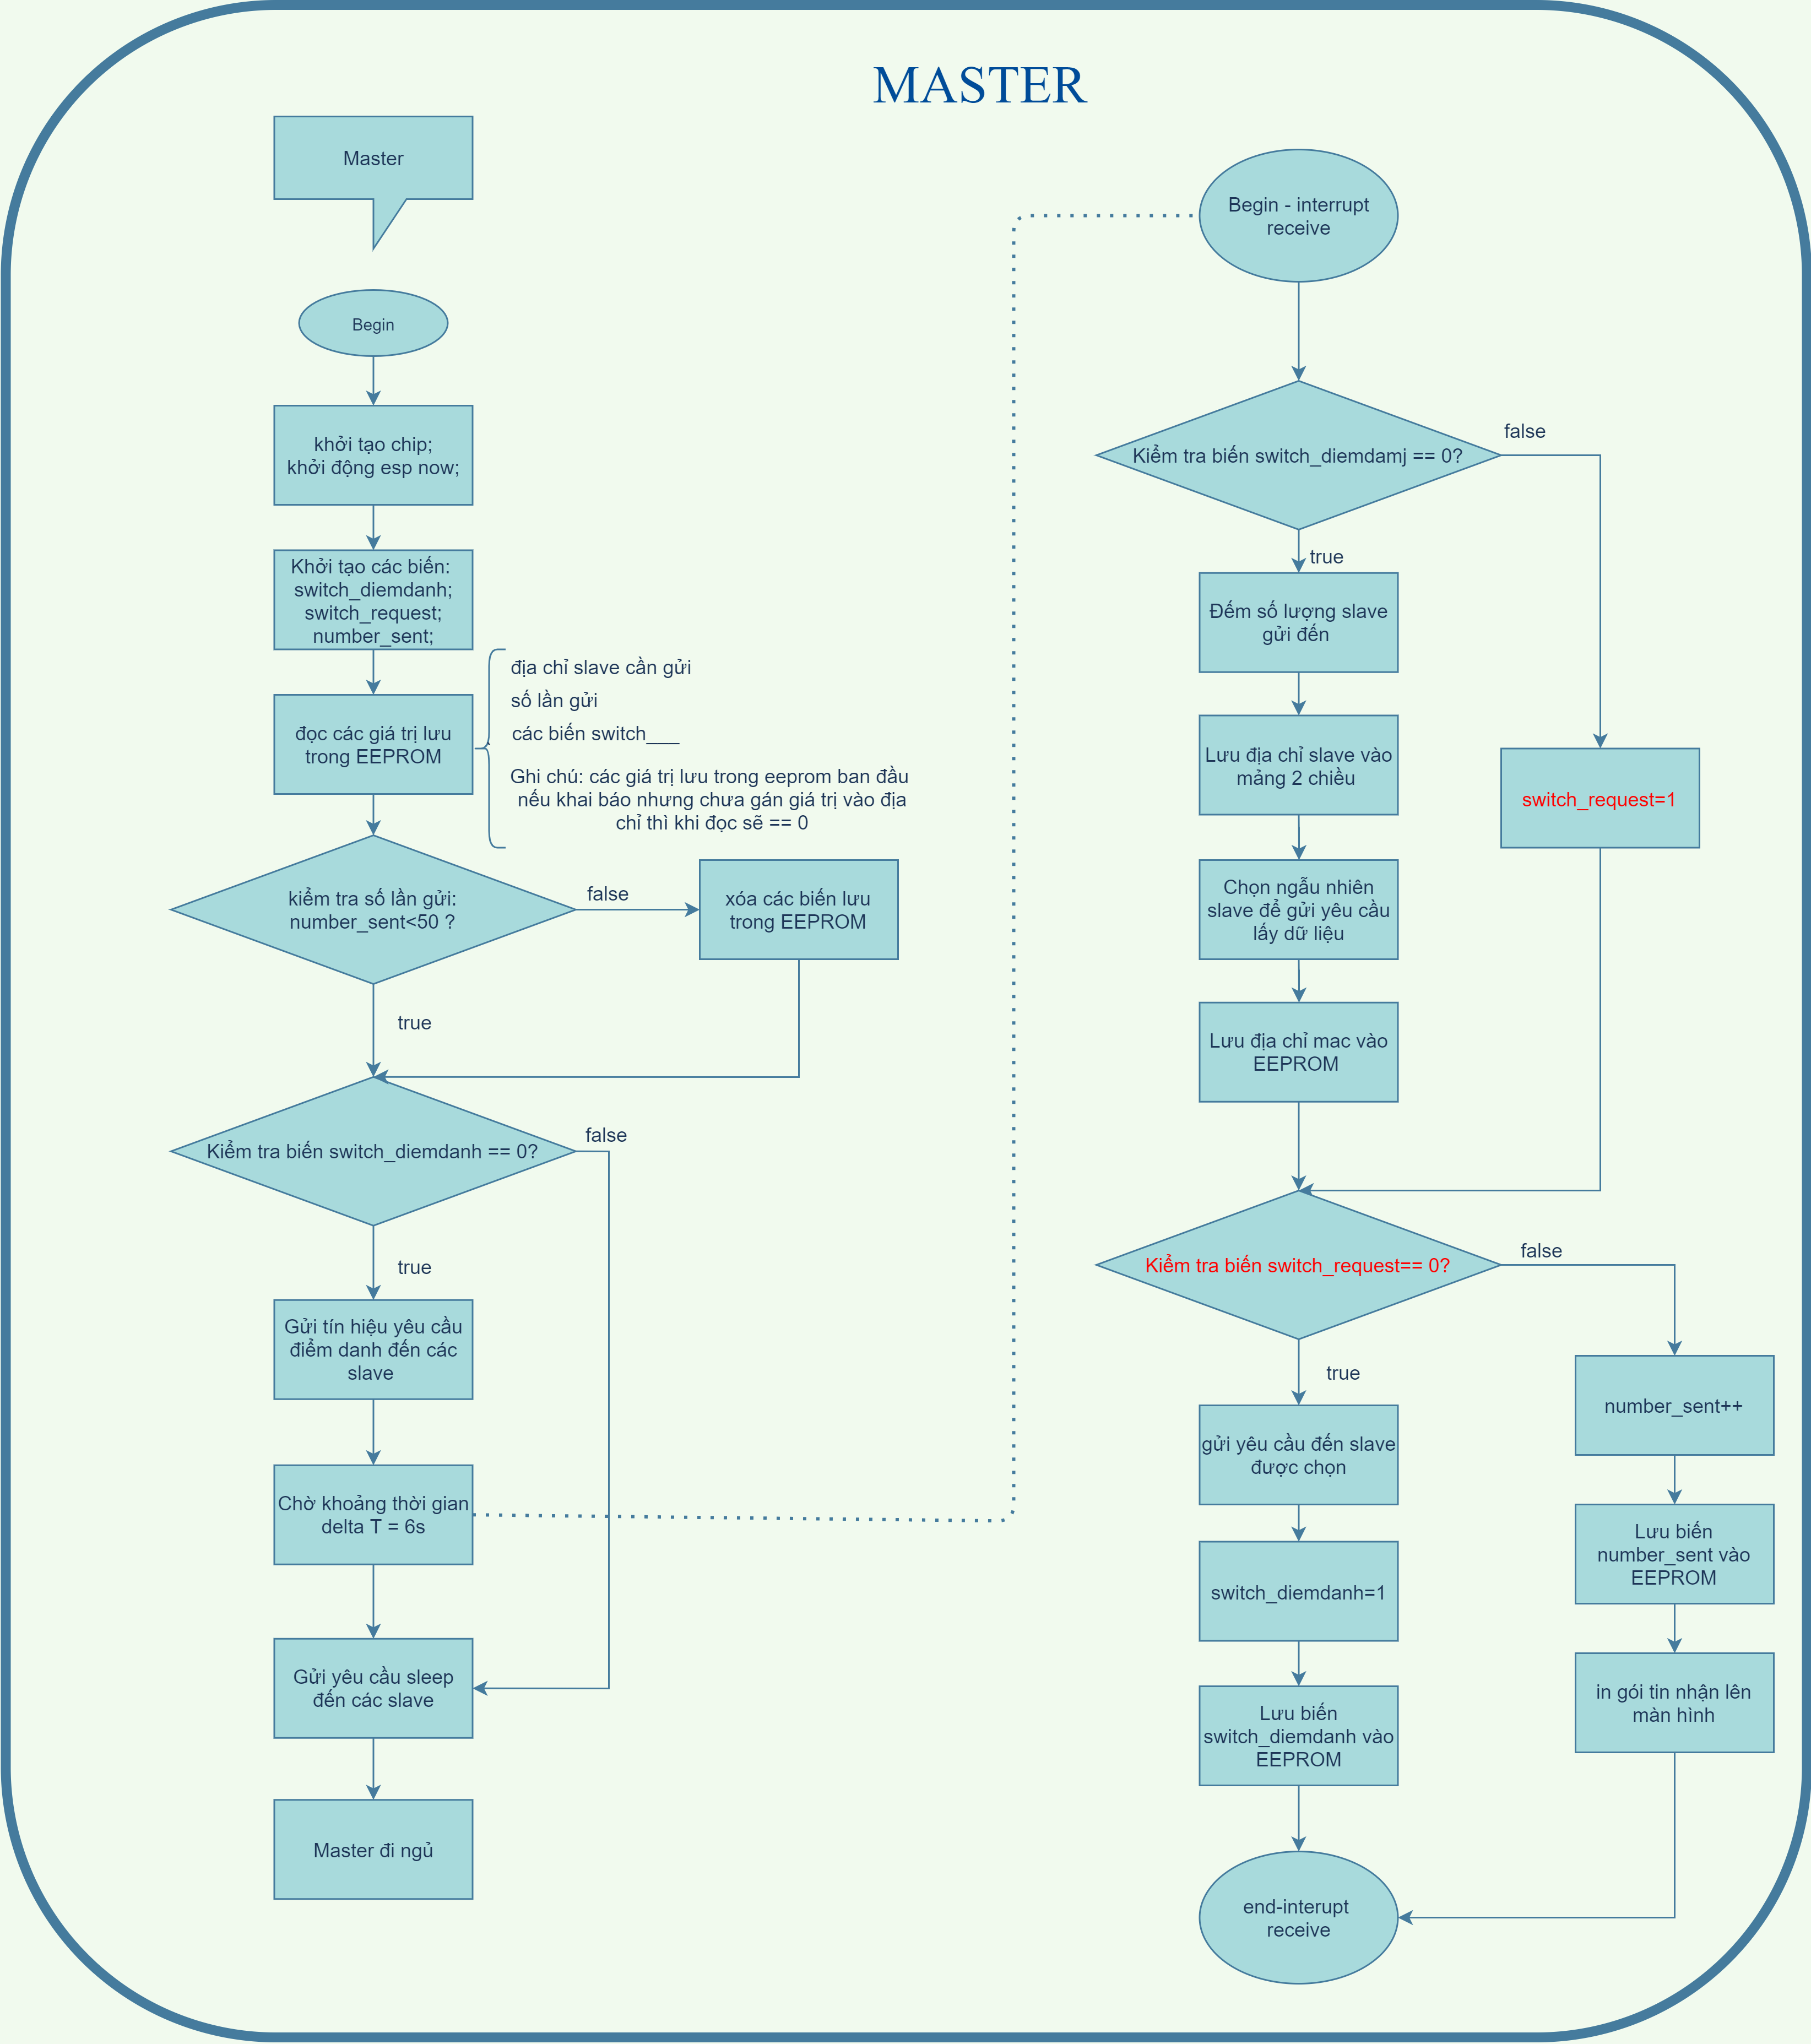 MASTER
Master
Begin
khởi tạo chip;
khởi động esp now;
Khởi tạo các biến:
switch_diemdanh;
switch_request;
number_sent;
đọc các giá trị lưu
trong EEPROM
địa chỉ slave cần gửi
số lần gửi
các biến switch___
Ghi chú: các giá trị lưu trong eeprom ban đầu
nếu khai báo nhưng chưa gán giá trị vào địa
chỉ thì khi đọc sẽ == 0
kiểm tra số lần gửi:
number_sent<50 ?
false
xóa các biến lưu
trong EEPROM
true
Kiểm tra biến switch_diemdanh == 0?
false
true
Gửi tín hiệu yêu cầu
điểm danh đến các
slave
Chờ khoảng thời gian
delta T = 6s
Gửi yêu cầu sleep
đến các slave
Master đi ngủ
Begin - interrupt
receive
Kiểm tra biến switch_diemdamj == 0?
false
true
Đếm số lượng slave
gửi đến
Lưu địa chỉ slave vào
mảng 2 chiều
switch_request=1
Chọn ngẫu nhiên
slave để gửi yêu cầu
lấy dữ liệu
Lưu địa chỉ mac vào
EEPROM
Kiểm tra biến switch_request== 0?
false
true
gửi yêu cầu đến slave
được chọn
switch_diemdanh=1
Lưu biến
switch_diemdanh vào
EEPROM
number_sent++
Lưu biến
number_sent vào
EEPROM
in gói tin nhận lên
màn hình
end-interupt
receive